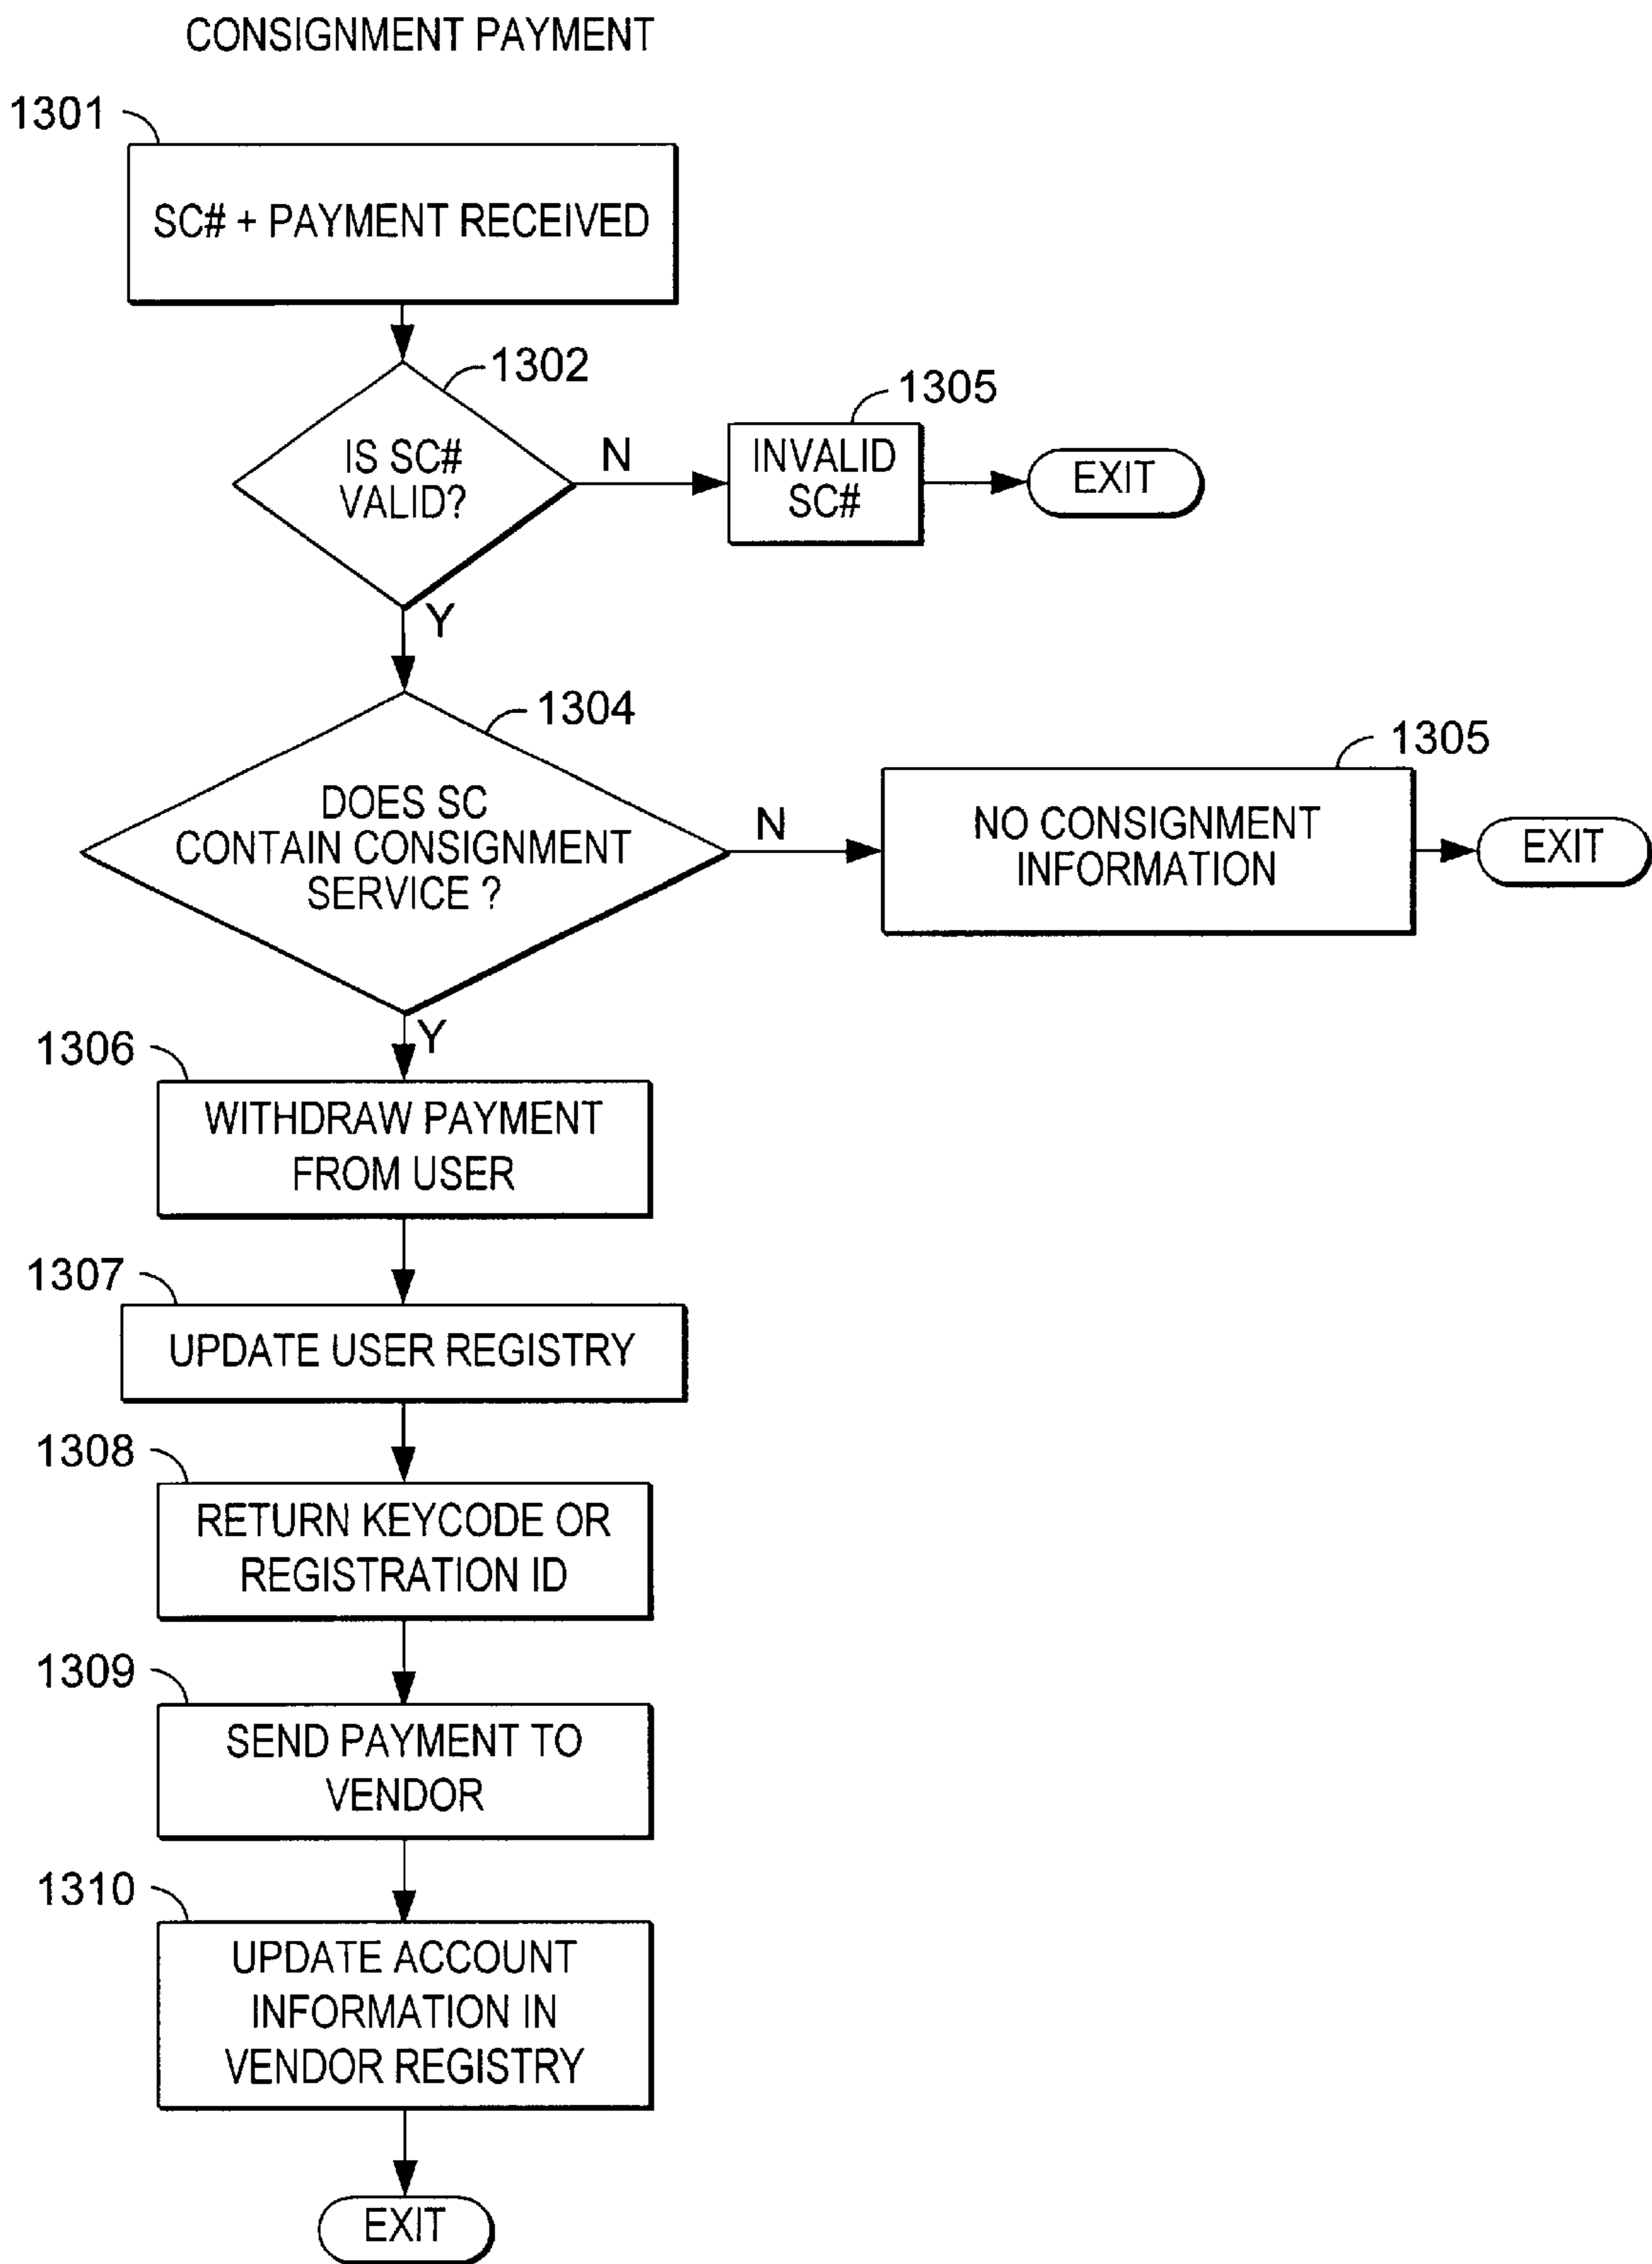 CONSIGNMENT PAYMENT
1301
SC# + PAYMENT RECEIVED
1302
IS SC#
VALID?
N
1305
INVALID
SC#
EXIT
Y
1304
DOES SC
CONTAIN CONSIGNMENT
SERVICE ?
N
1305
NO CONSIGNMENT
INFORMATION
EXIT
Y
1306
WITHDRAW PAYMENT
FROM USER
1307
UPDATE USER REGISTRY
1308
RETURN KEYCODE OR
REGISTRATION ID
1309
SEND PAYMENT TO
VENDOR
1310
UPDATE ACCOUNT
INFORMATION IN
VENDOR REGISTRY
EXIT